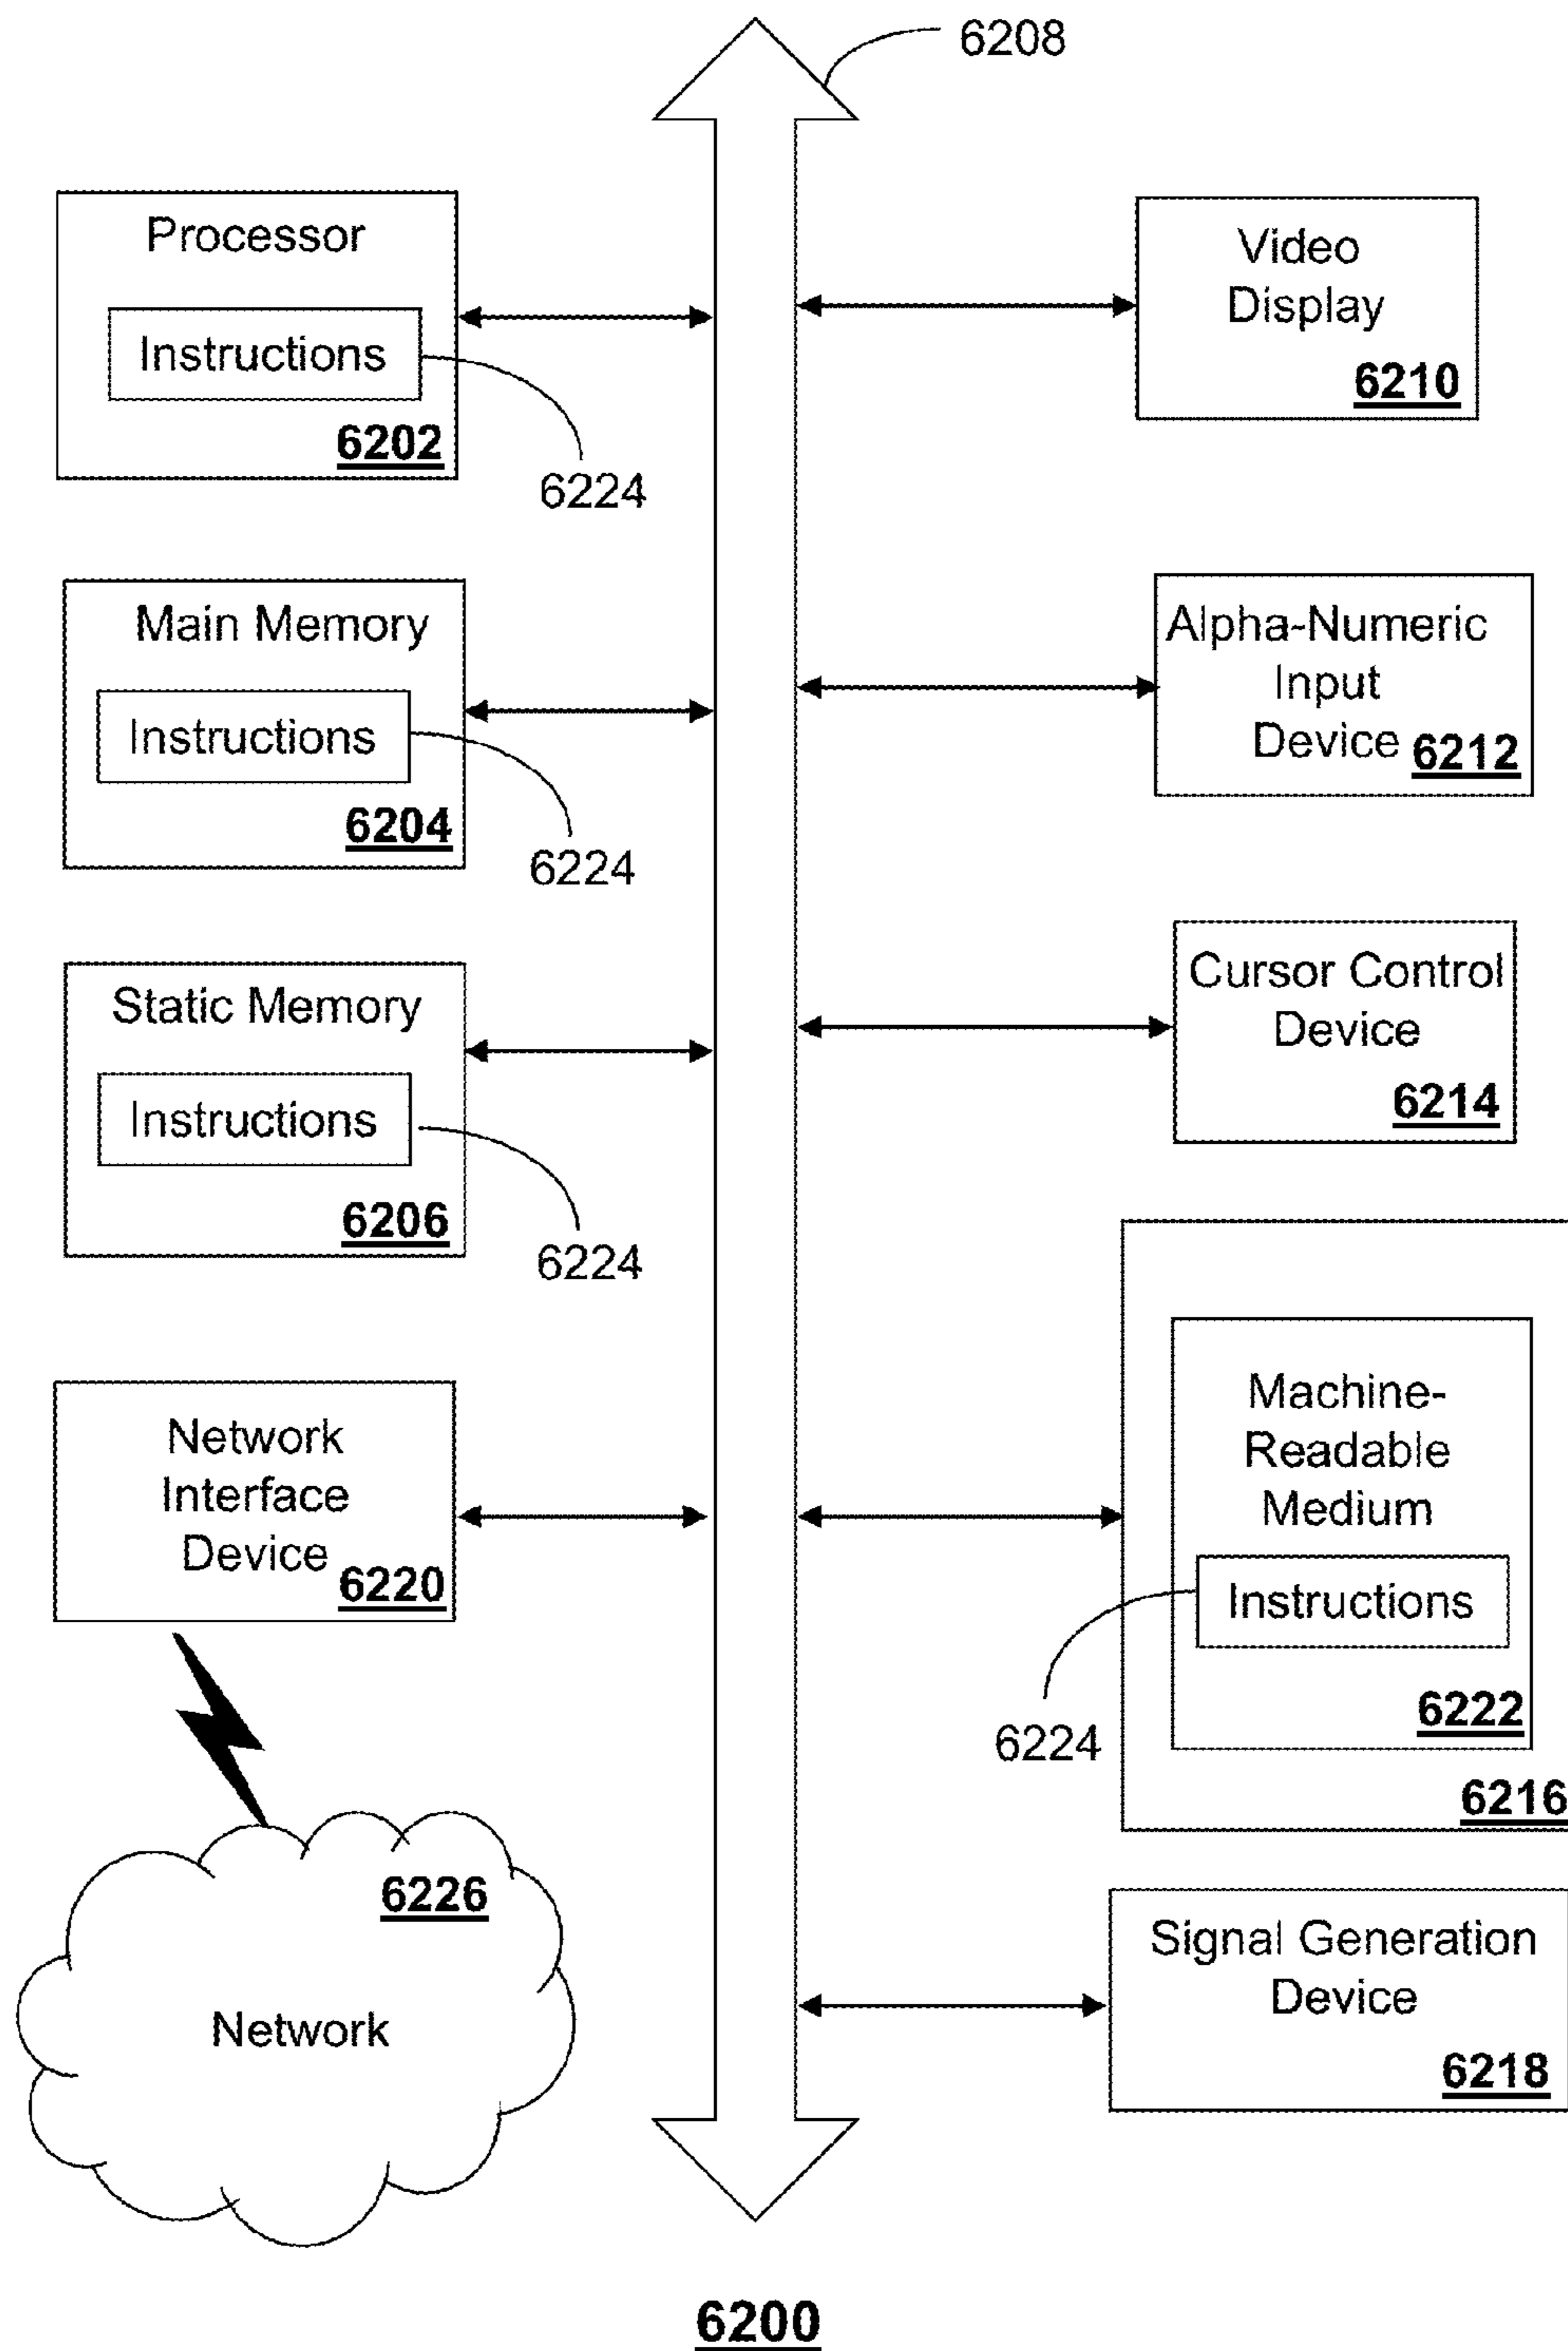 6208
Processor
Instructions
6202
6224
Video
Display
6210
Main Memory
Instructions
6204
6224
Alpha-Numeric
Input
Device 6212
Static Memory
Instructions
6206
6224
Cursor Control
Device
6214
Network
Interface
Device
6220
Machine-
Readable
Medium
Instructions
6222
6224
6216
6226
Network
Signal Generation
Device
6218
6200